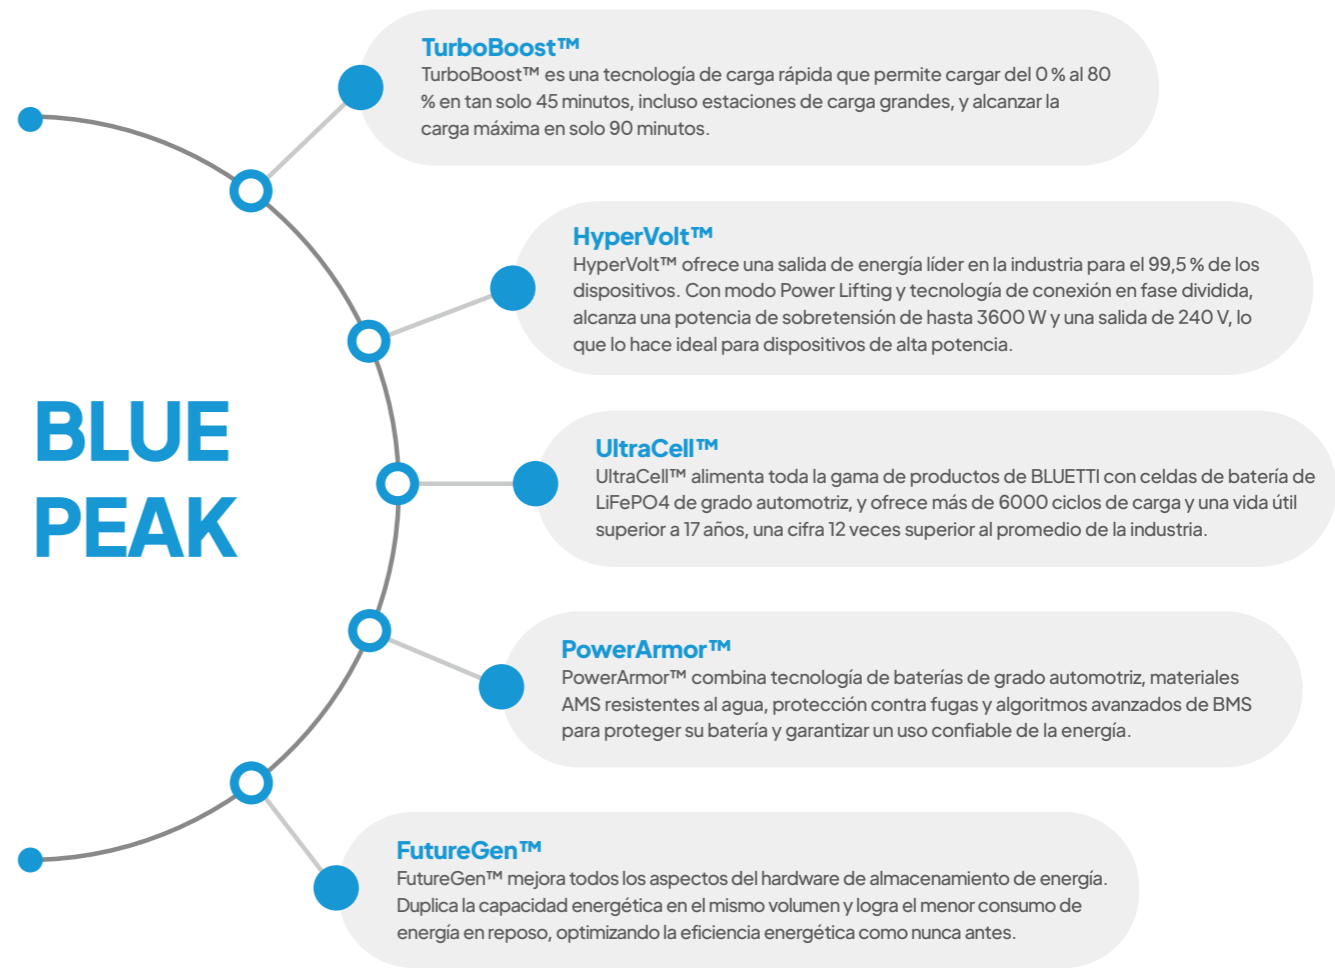 TurboBoost™
TurboBoost™ es una tecnología de carga rápida que permite cargar del 0 % al 80
% en tan solo 45 minutos, incluso estaciones de carga grandes, y alcanzar la
carga máxima en solo 90 minutos.
HyperVolt™
HyperVolt™ ofrece una salida de energía líder en la industria para el 99,5 % de los
dispositivos. Con modo Power Lifting y tecnología de conexión en fase dividida,
alcanza una potencia de sobretensión de hasta 3600 W y una salida de 240 V, lo
que lo hace ideal para dispositivos de alta potencia.
BLUE
PEAK
UltraCell™
UltraCell™ alimenta toda la gama de productos de BLUETTI con celdas de batería de
LiFePO4 de grado automotriz, y ofrece más de 6000 ciclos de carga y una vida útil
superior a 17 años, una cifra 12 veces superior al promedio de la industria.
PowerArmor™
PowerArmor™ combina tecnología de baterías de grado automotriz, materiales
AMS resistentes al agua, protección contra fugas y algoritmos avanzados de BMS
para proteger su batería y garantizar un uso confiable de la energía.
FutureGen™
FutureGen™ mejora todos los aspectos del hardware de almacenamiento de energía.
Duplica la capacidad energética en el mismo volumen y logra el menor consumo de
energía en reposo, optimizando la eficiencia energética como nunca antes.